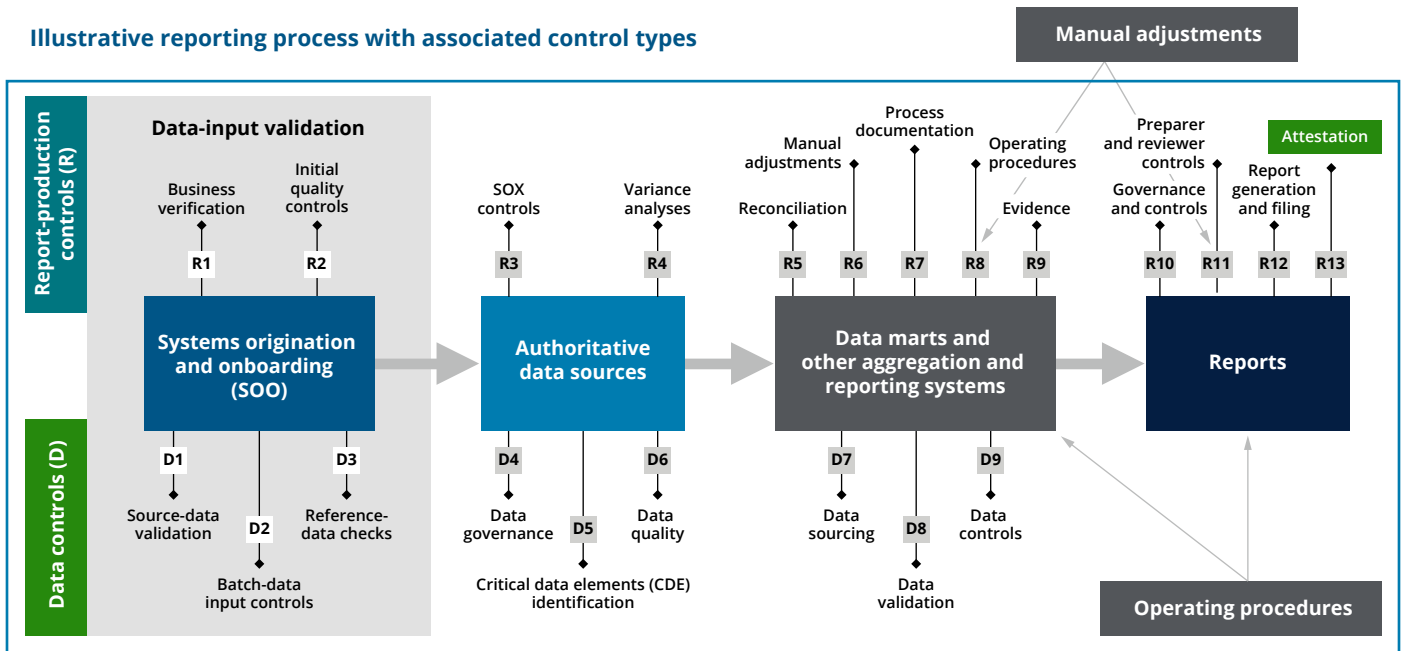 Illustrative reporting process with associated control types
Manual adjustments
Report-production
controls (R)
Data-input validation
Business
verification
Initial
quality
controls
SOX
controls
Variance
analyses
Reconciliation
Manual
adjustments
Process
documentation
Operating
procedures
Evidence
Preparer
and reviewer
controls
Governance
and controls
Report
generation
and filing
Attestation
R1
R2
R3
R4
R5
R6
R7
R8
R9
R10
R11
R12
R13
Systems origination
and onboarding
(SOO)
Authoritative
data sources
Data marts and
other aggregation and
reporting systems
Reports
Data controls (D)
D1
D2
D3
D4
D5
D6
D7
D8
D9
Source-data
validation
Batch-data
input controls
Reference-
data checks
Data
governance
Critical data elements (CDE)
identification
Data
quality
Data
sourcing
Data
validation
Data
controls
Operating procedures